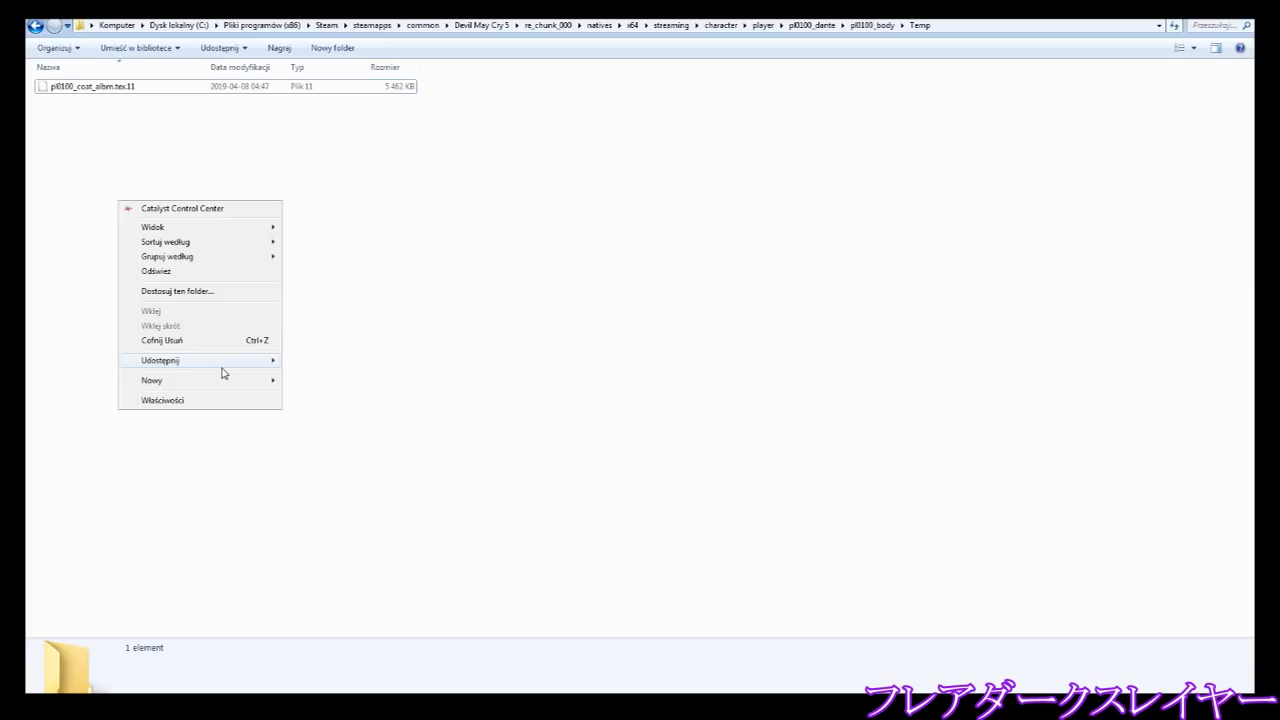 Komputer Dysk lokalny (C:) Pliki programów (x86) Steam steamapps common Devil May Cry 5 re_chunk_000 natives x64 streaming character player pl0100_dante pl0100_body Temp Przeszukaj...
Organizuj Umieść w bibliotece Udostępnij Nagraj Nowy folder
Nazwa Data modyfikacji Typ Rozmiar
pl0100_coat_albm.tex.11 2019-04-08 04:47 Plik 11 5 462 KB
Catalyst Control Center
Widok
Sortuj według
Grupuj według
Odśwież
Dostosuj ten folder...
Wklej
Wklej skrót
Cofnij Usuń Ctrl+Z
Udostępnij
Nowy
Właściwości
1 element
フレアダークスレイヤー